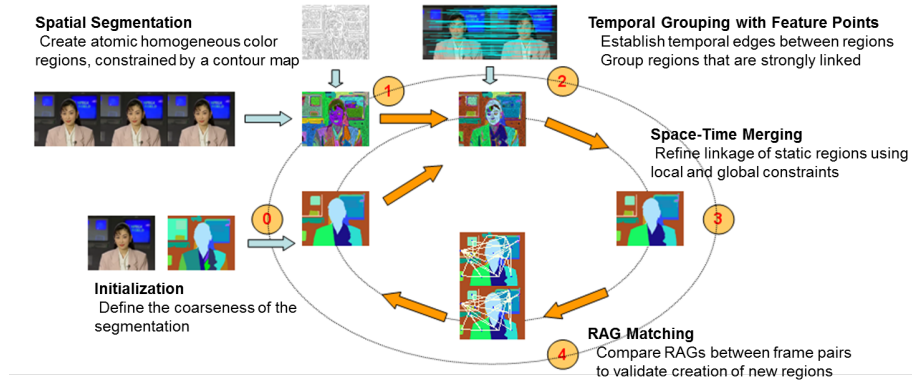 Spatial Segmentation
Create atomic homogeneous color
regions, constrained by a contour map
Temporal Grouping with Feature Points
Establish temporal edges between regions
Group regions that are strongly linked
1
2
Space-Time Merging
Refine linkage of static regions using
local and global constraints
0
3
Initialization
Define the coarseness of the
segmentation
4
RAG Matching
Compare RAGs between frame pairs
to validate creation of new regions